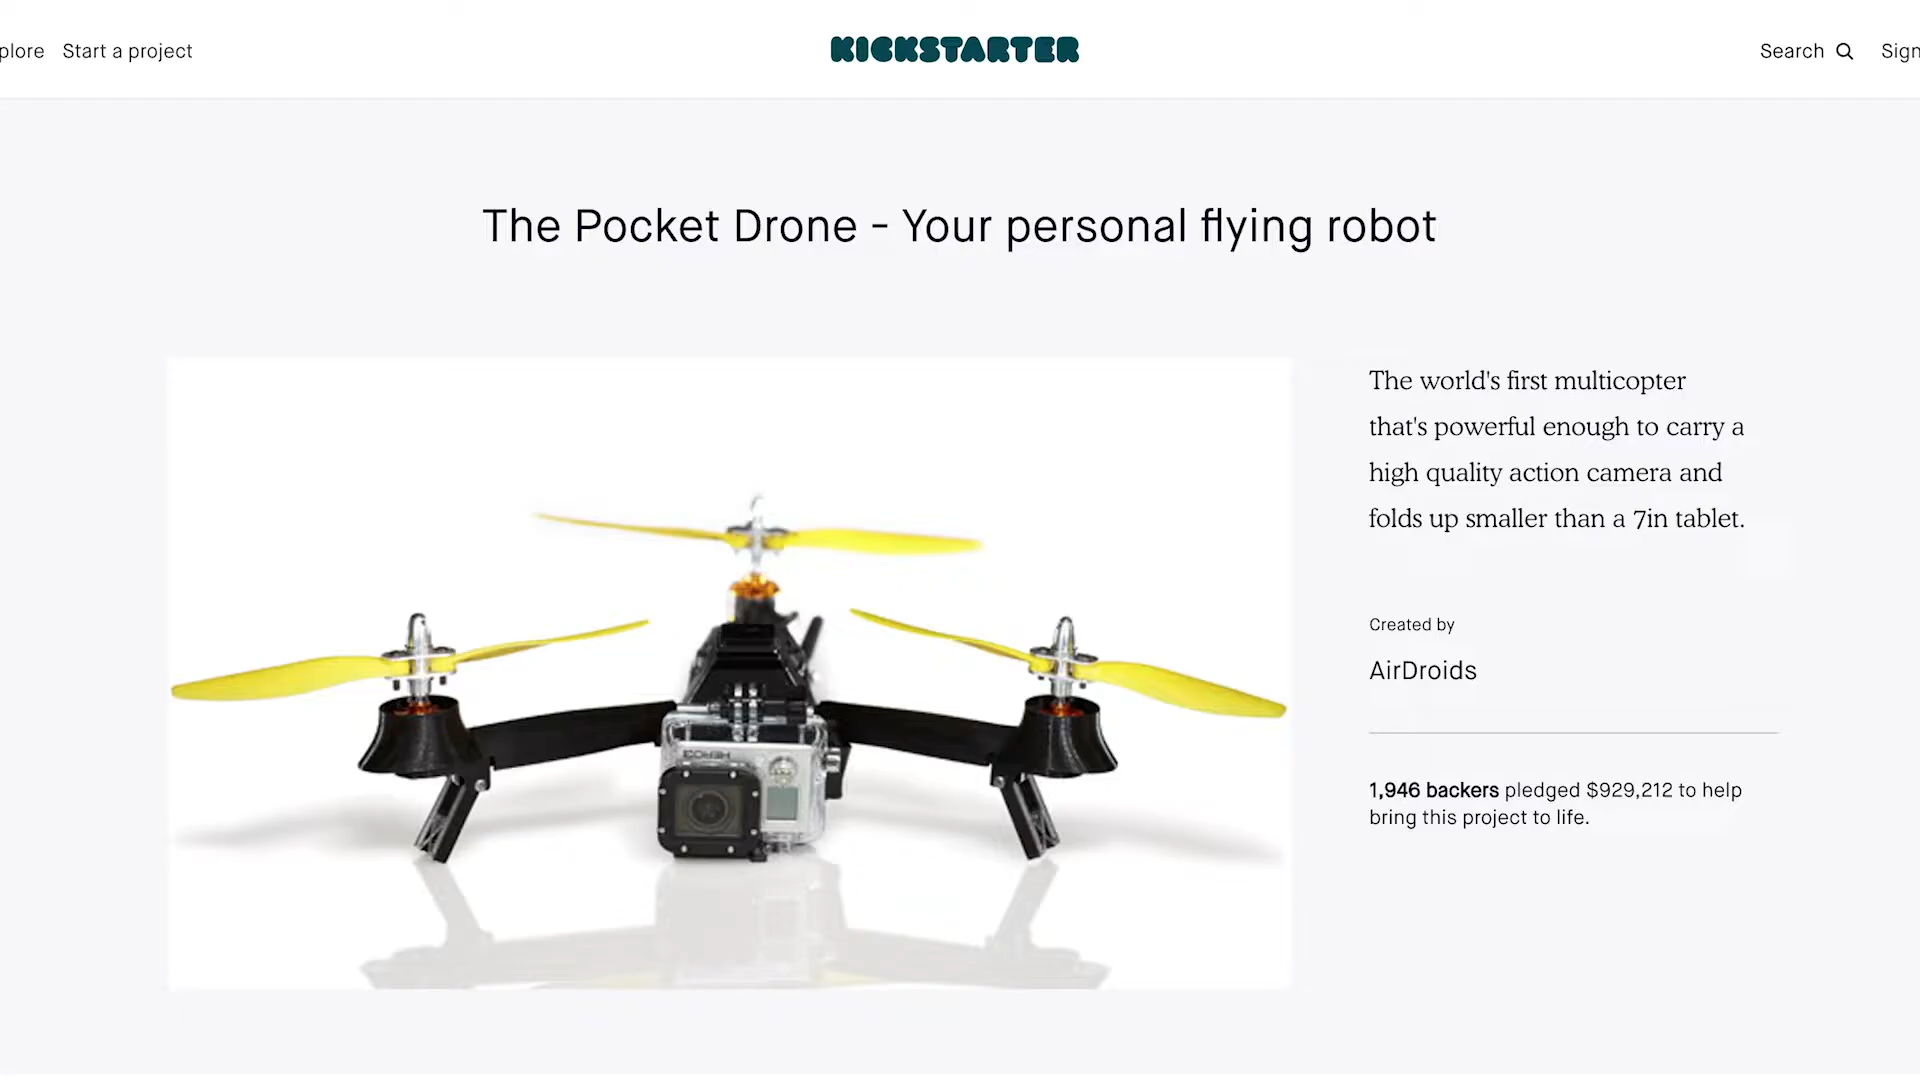 plore Start a project
KICKSTARTER
Search
Sign
The Pocket Drone - Your personal flying robot
The world's first multicopter
that's powerful enough to carry a
high quality action camera and
folds up smaller than a 7in tablet.
Created by
AirDroids
1,946 backers pledged $929,212 to help
bring this project to life.